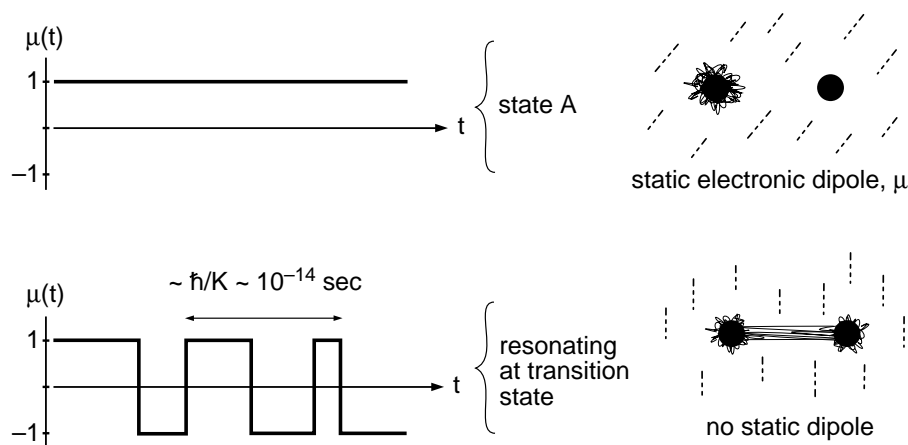 μ(t)
1
t
–1
state A
static electronic dipole, μ
~ ħ/K ~ 10⁻¹⁴ sec
μ(t)
1
t
–1
resonating
at transition
state
no static dipole